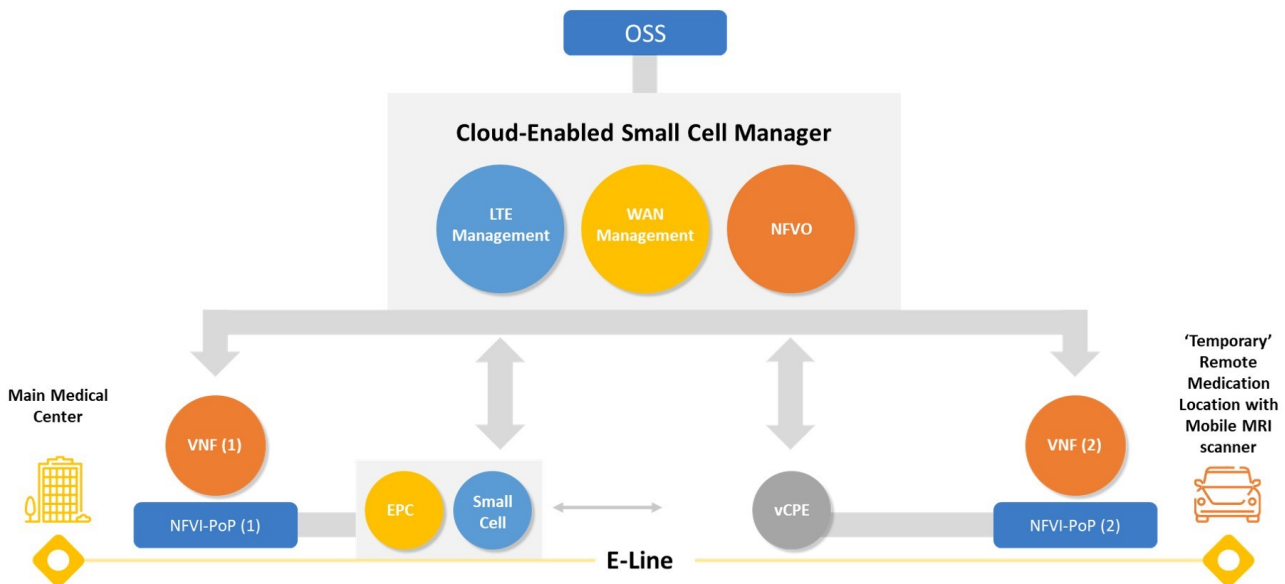 OSS
Cloud-Enabled Small Cell Manager
LTE
Management
WAN
Management
NFVO
Main Medical
Center
VNF (1)
NFVI-PoP (1)
EPC
Small
Cell
vCPE
VNF (2)
NFVI-PoP (2)
‘Temporary’
Remote
Medication
Location with
Mobile MRI
scanner
E-Line